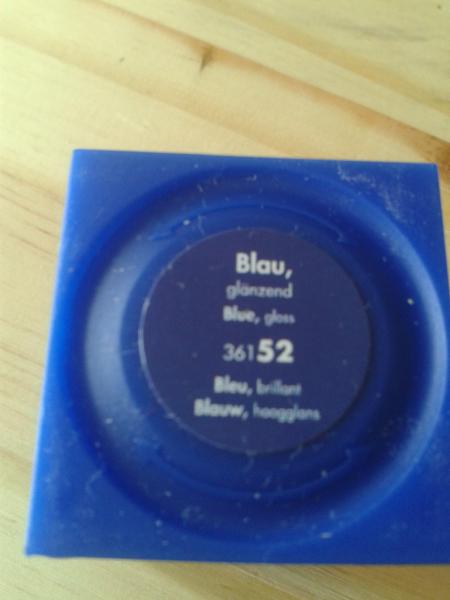 Blau,
glänzend
Blue, gloss
36152
Bleu, brillant
Blauw, hoogglans